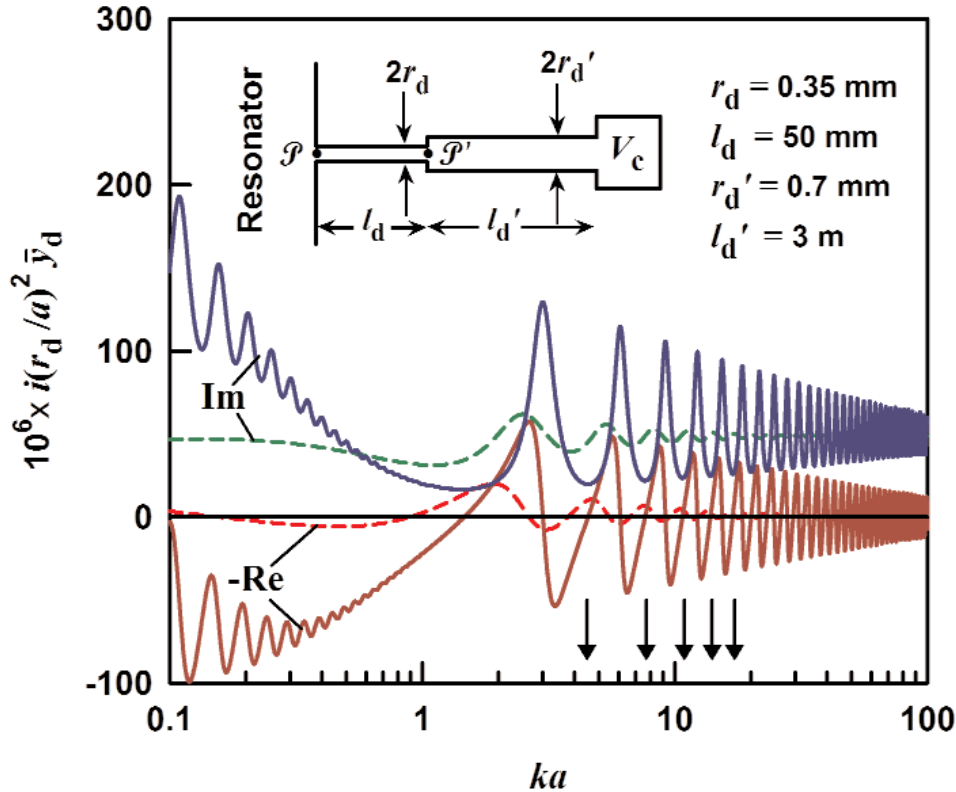 300
200
100
0
-100
10⁶ × i(r_d /a)² ȳ_d
Resonator
2r_d
2r_d′
𝒫
𝒫′
V_c
l_d
l_d′
r_d = 0.35 mm
l_d = 50 mm
r_d′ = 0.7 mm
l_d′ = 3 m
Im
-Re
0.1
1
10
100
ka